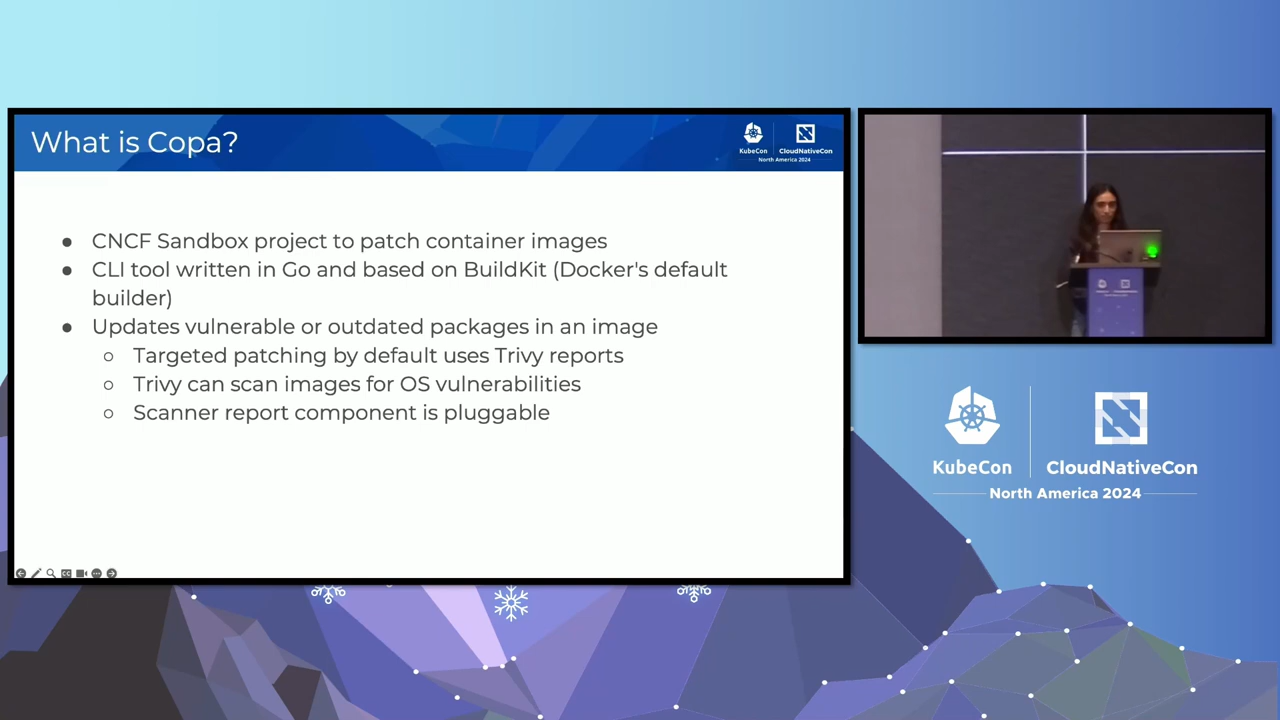 What is Copa?
KubeCon
CloudNativeCon
North America 2024
● CNCF Sandbox project to patch container images
● CLI tool written in Go and based on BuildKit (Docker's default
builder)
● Updates vulnerable or outdated packages in an image
○ Targeted patching by default uses Trivy reports
○ Trivy can scan images for OS vulnerabilities
○ Scanner report component is pluggable
KubeCon
CloudNativeCon
North America 2024